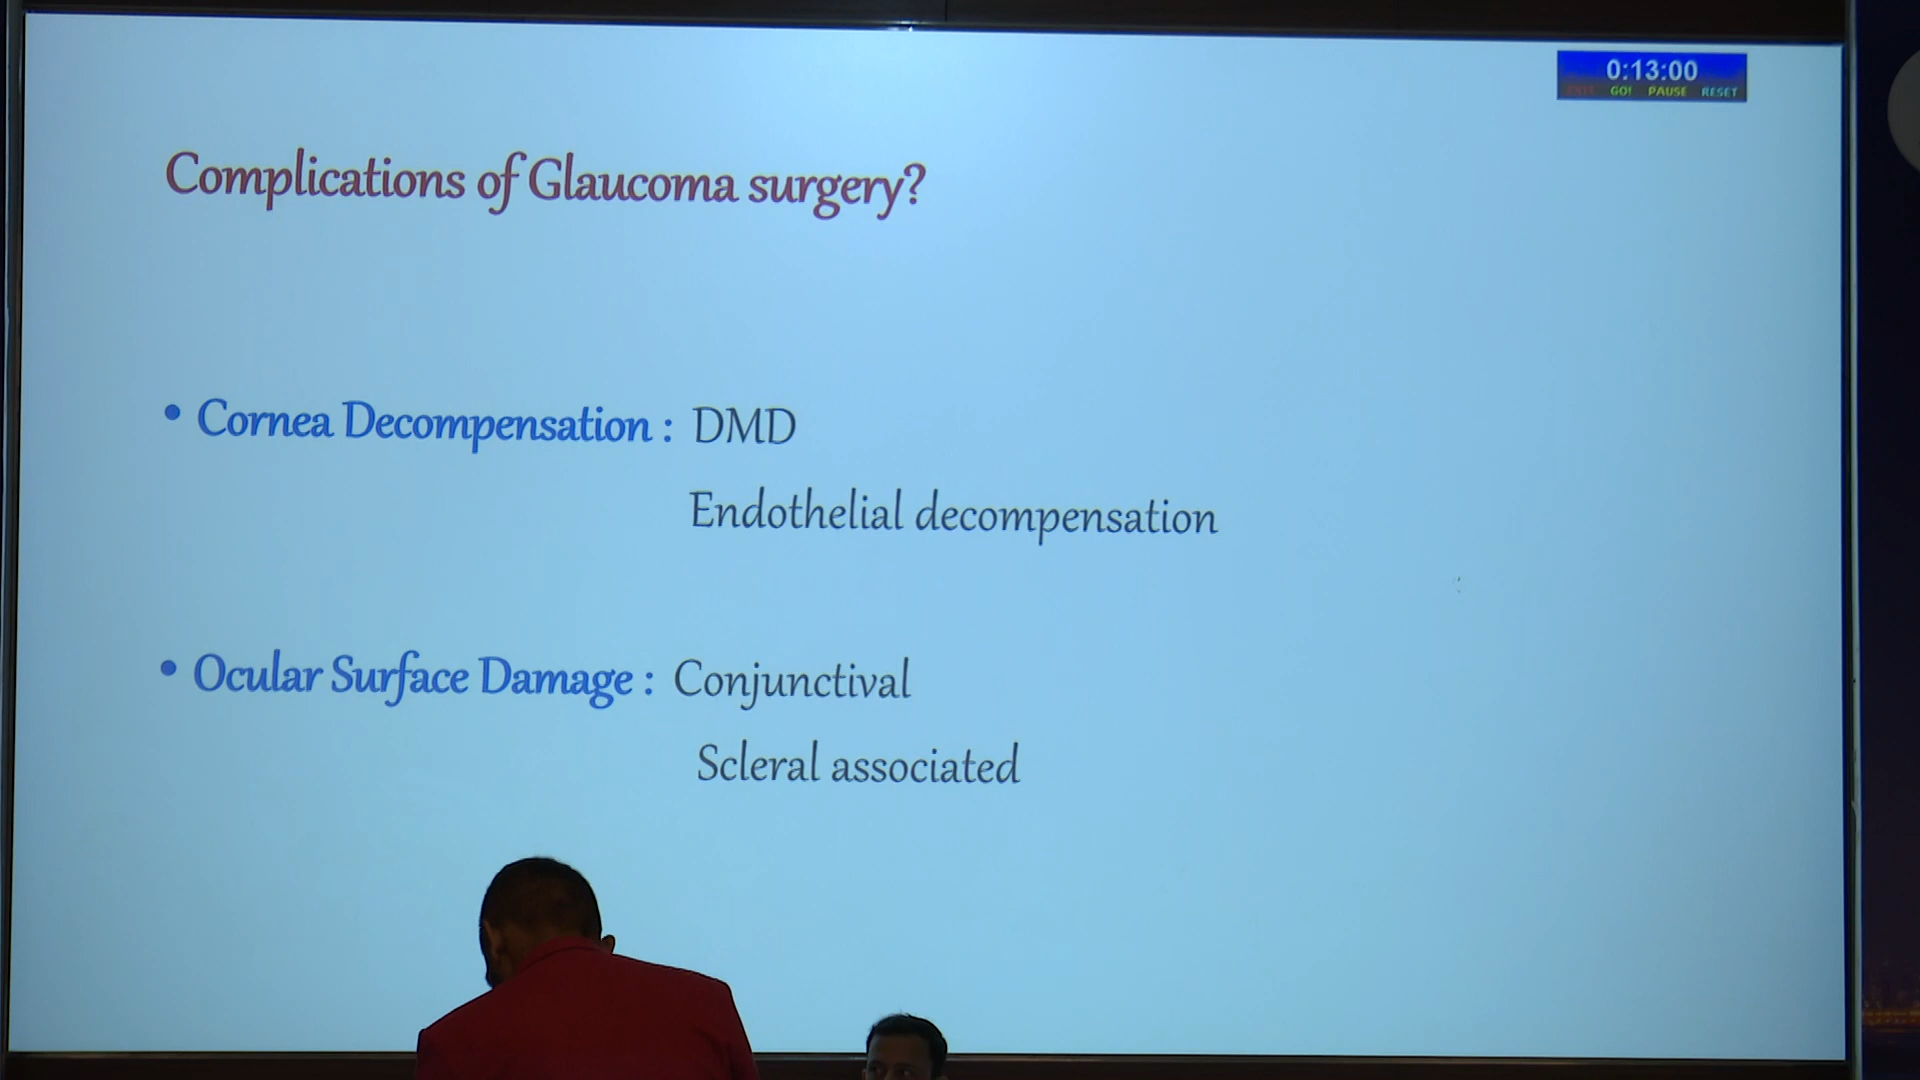 0:13:00
EXIT GO! PAUSE RESET
Complications of Glaucoma surgery?
• Cornea Decompensation : DMD
Endothelial decompensation
• Ocular Surface Damage : Conjunctival
Scleral associated